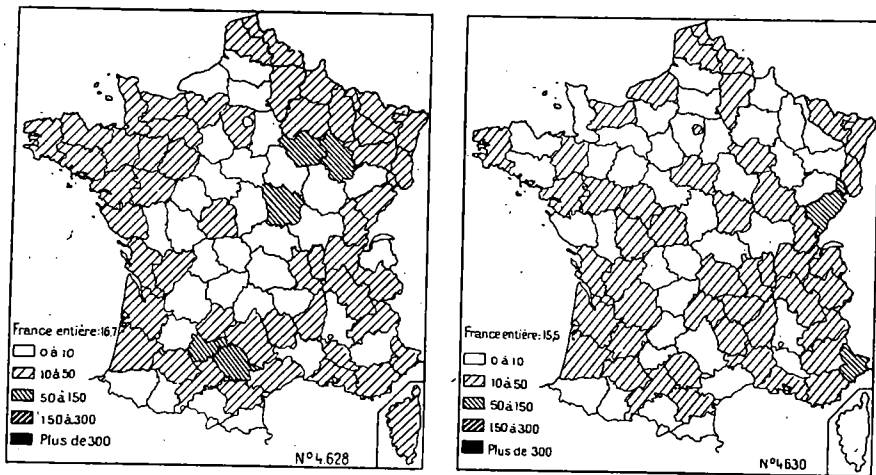 France entière: 16,7
0 à 10
10 à 50
50 à 150
150 à 300
Plus de 300
N° 4.628
France entière: 15,5
0 à 10
10 à 50
50 à 150
150 à 300
Plus de 300
N° 4630